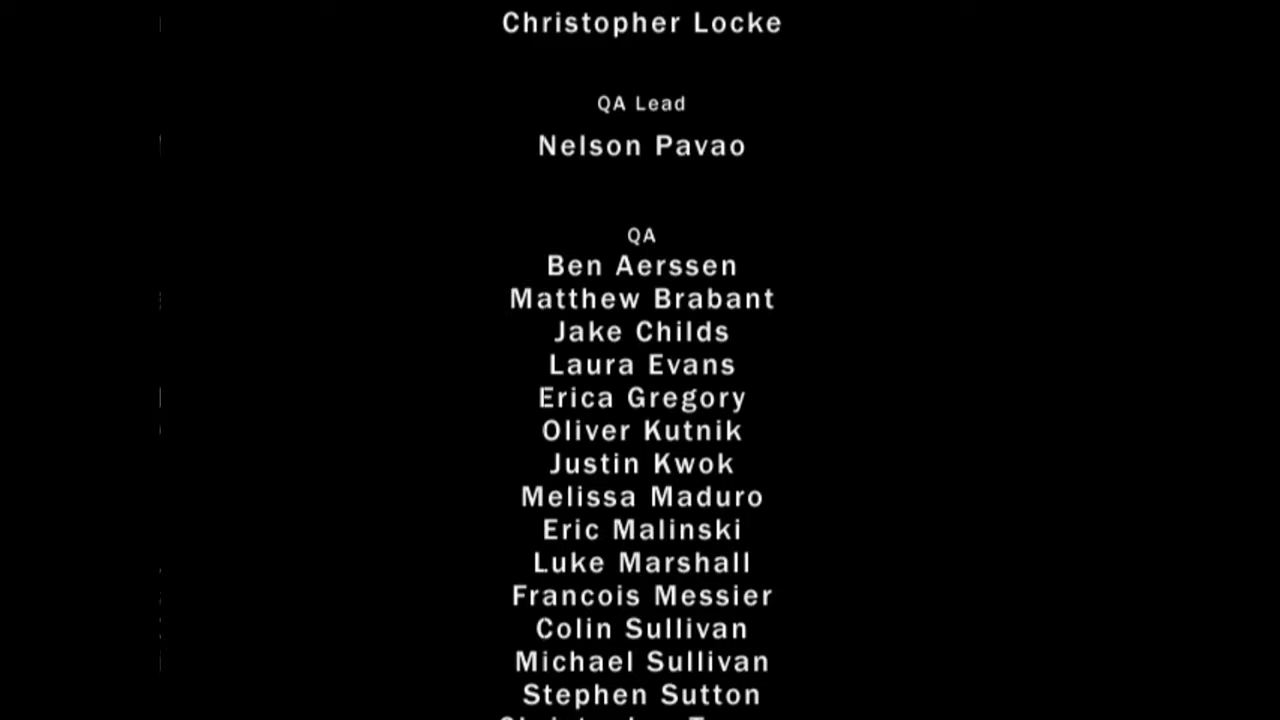 Christopher Locke
QA Lead
Nelson Pavao
QA
Ben Aerssen
Matthew Brabant
Jake Childs
Laura Evans
Erica Gregory
Oliver Kutnik
Justin Kwok
Melissa Maduro
Eric Malinski
Luke Marshall
Francois Messier
Colin Sullivan
Michael Sullivan
Stephen Sutton